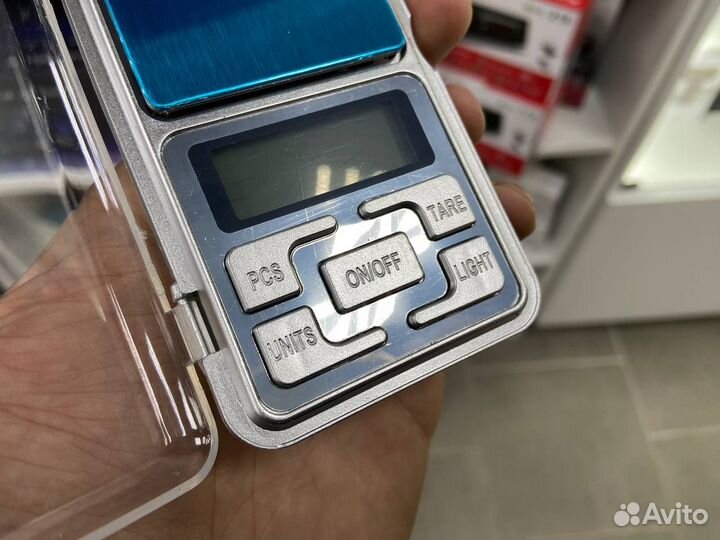 TARE
PCS
ON/OFF
LIGHT
UNITS
Avito